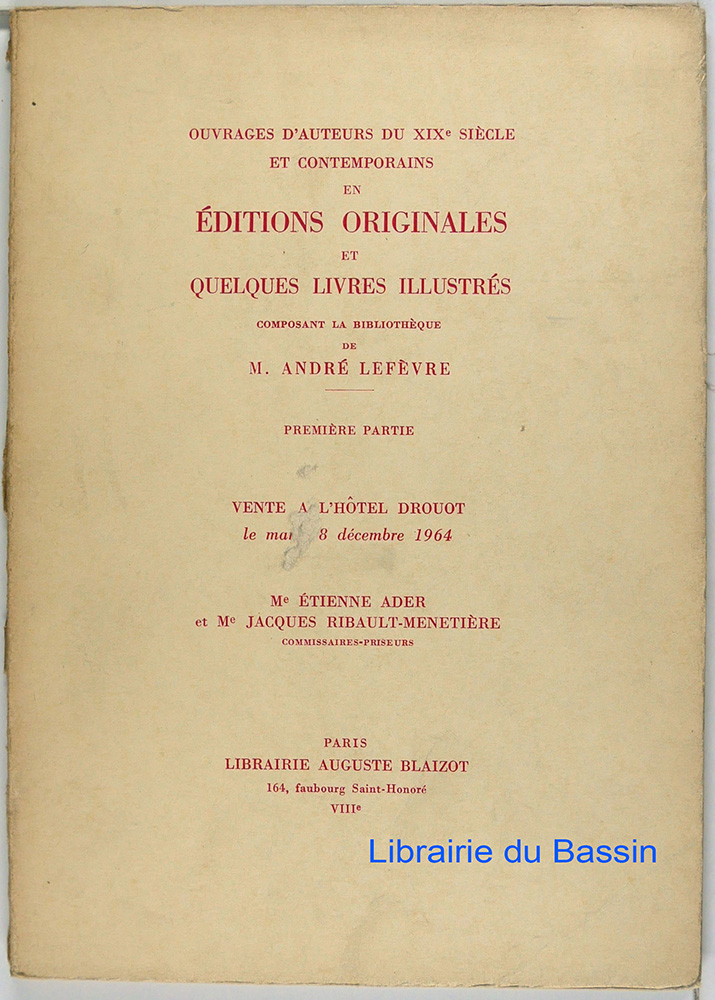 OUVRAGES D'AUTEURS DU XIXe SIÈCLE
ET CONTEMPORAINS
EN
ÉDITIONS ORIGINALES
ET
QUELQUES LIVRES ILLUSTRÉS
COMPOSANT LA BIBLIOTHÈQUE
DE
M. ANDRÉ LEFÈVRE
PREMIÈRE PARTIE
VENTE A L'HÔTEL DROUOT
le 8 décembre 1964
Me ÉTIENNE ADER
et Me JACQUES RIBAULT-MENETIÈRE
COMMISSAIRES-PRISEURS
PARIS
LIBRAIRIE AUGUSTE BLAIZOT
164, faubourg Saint-Honoré
VIIIe
Librairie du Bassin